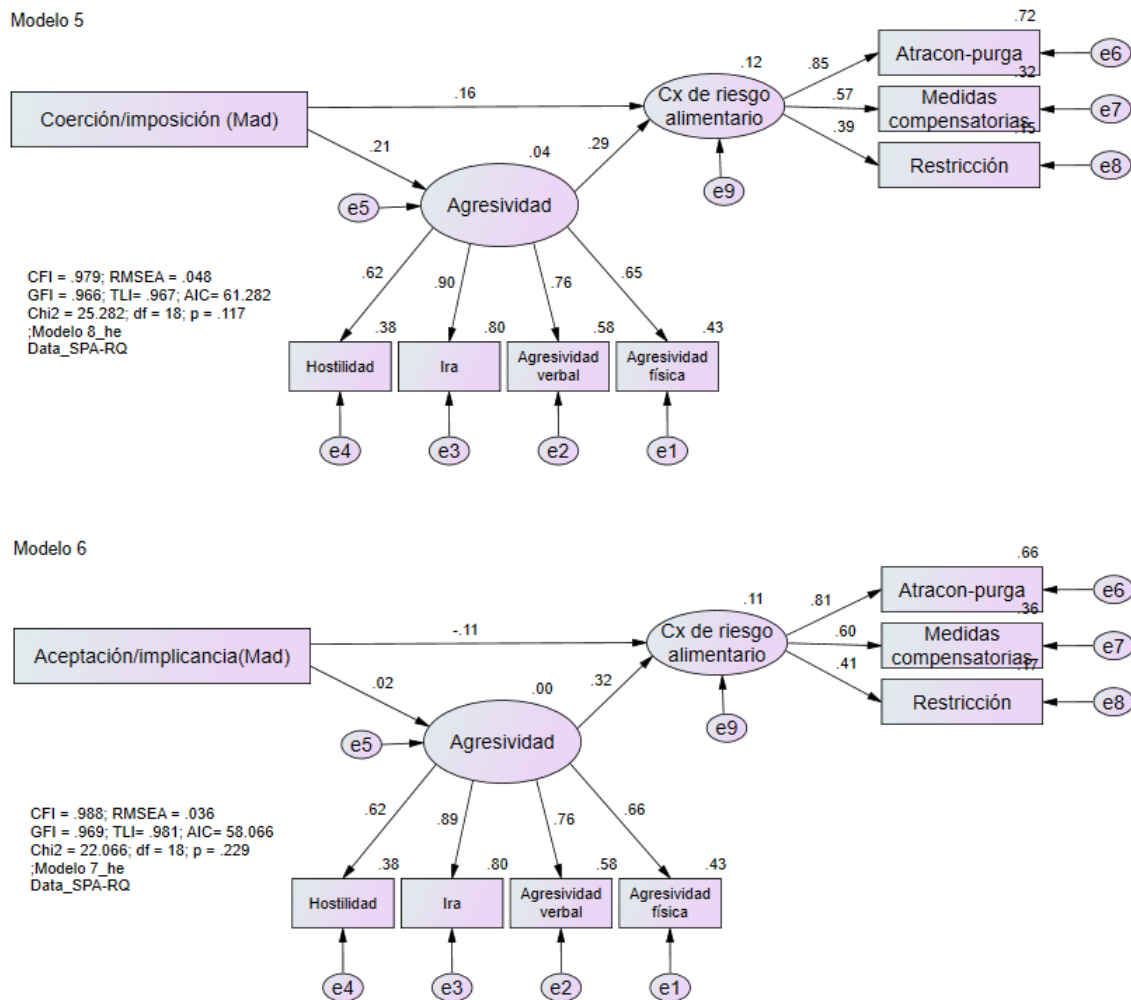 Modelo 5
.72
Atracon-purga
e6
.12
.85
.32
Cx de riesgo
alimentario
.57
Medidas
compensatorias
e7
.16
Coerción/imposición (Mad)
.39
.15
Restricción
e8
.21
.04
.29
e9
e5
Agresividad
CFI = .979; RMSEA = .048
GFI = .966; TLI= .967; AIC= 61.282
Chi2 = 25.282; df = 18; p = .117
;Modelo 8_he
Data_SPA-RQ
.62
.90
.76
.65
.38
.80
.58
.43
Hostilidad
Ira
Agresividad
verbal
Agresividad
física
e4
e3
e2
e1
Modelo 6
.66
Atracon-purga
e6
.11
.81
.36
Cx de riesgo
alimentario
.60
Medidas
compensatorias
e7
-.11
Aceptación/implicancia(Mad)
.41
.17
Restricción
e8
.02
.00
.32
e9
e5
Agresividad
CFI = .988; RMSEA = .036
GFI = .969; TLI= .981; AIC= 58.066
Chi2 = 22.066; df = 18; p = .229
;Modelo 7_he
Data_SPA-RQ
.62
.89
.76
.66
.38
.80
.58
.43
Hostilidad
Ira
Agresividad
verbal
Agresividad
física
e4
e3
e2
e1